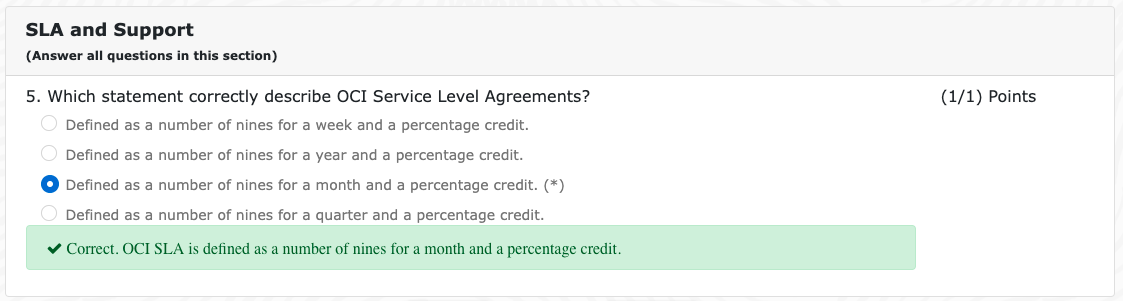 SLA and Support
(Answer all questions in this section)
5. Which statement correctly describe OCI Service Level Agreements? (1/1) Points
Defined as a number of nines for a week and a percentage credit.
Defined as a number of nines for a year and a percentage credit.
Defined as a number of nines for a month and a percentage credit. (*)
Defined as a number of nines for a quarter and a percentage credit.
Correct. OCI SLA is defined as a number of nines for a month and a percentage credit.